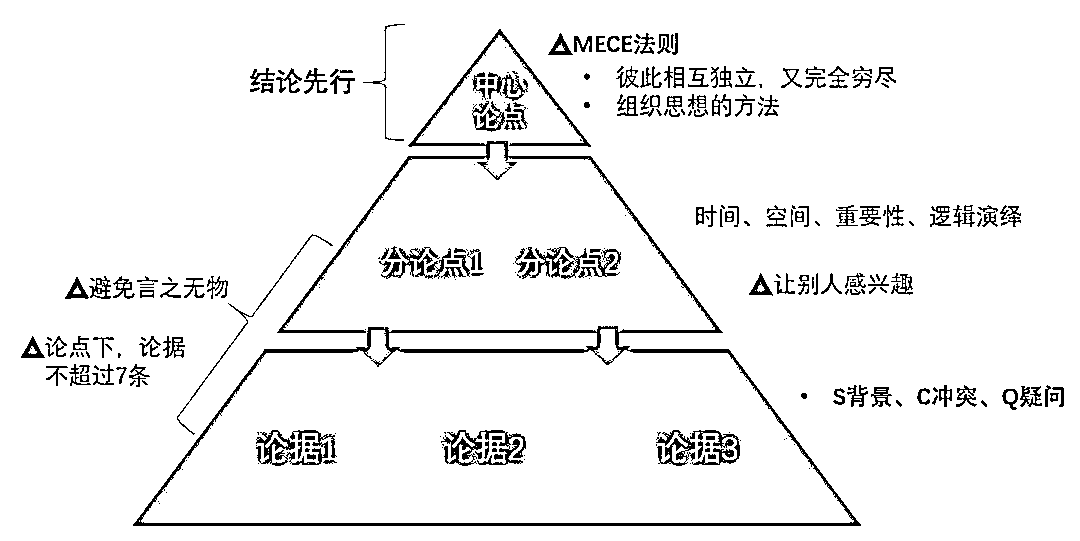 结论先行
中心
论点
▲MECE法则
• 彼此相互独立，又完全穷尽
• 组织思想的方法
时间、空间、重要性、逻辑演绎
分论点1 分论点2
▲避免言之无物
▲让别人感兴趣
▲论点下，论据
不超过7条
• S背景、C冲突、Q疑问
论据1 论据2 论据3